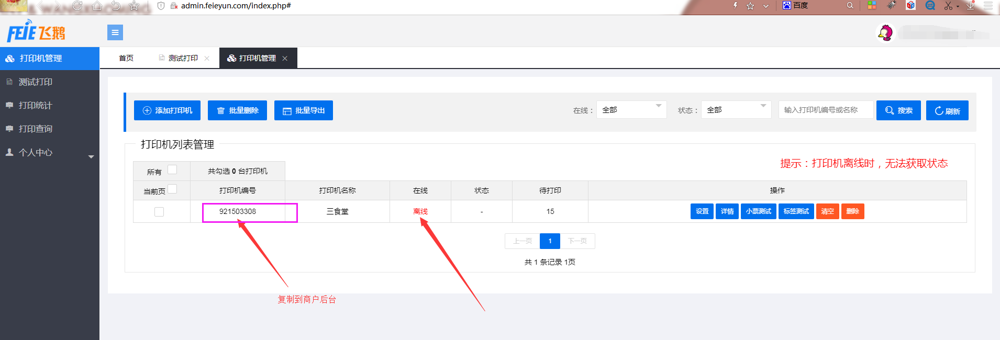 admin.feieyun.com/index.php#
百度
FEIE 飞鹅
打印机管理
测试打印
打印统计
打印查询
个人中心
首页
测试打印
打印机管理
添加打印机
批量删除
批量导出
在线：
全部
状态：
全部
输入打印机编号或名称
搜索
刷新
打印机列表管理
提示：打印机离线时，无法获取状态
所有
共勾选 0 台打印机
当前页
打印机编号
打印机名称
在线
状态
待打印
操作
921503308
三食堂
离线
-
15
设置
详情
小票测试
标签测试
清空
删除
上一页
1
下一页
共 1 条记录 1页
复制到商户后台